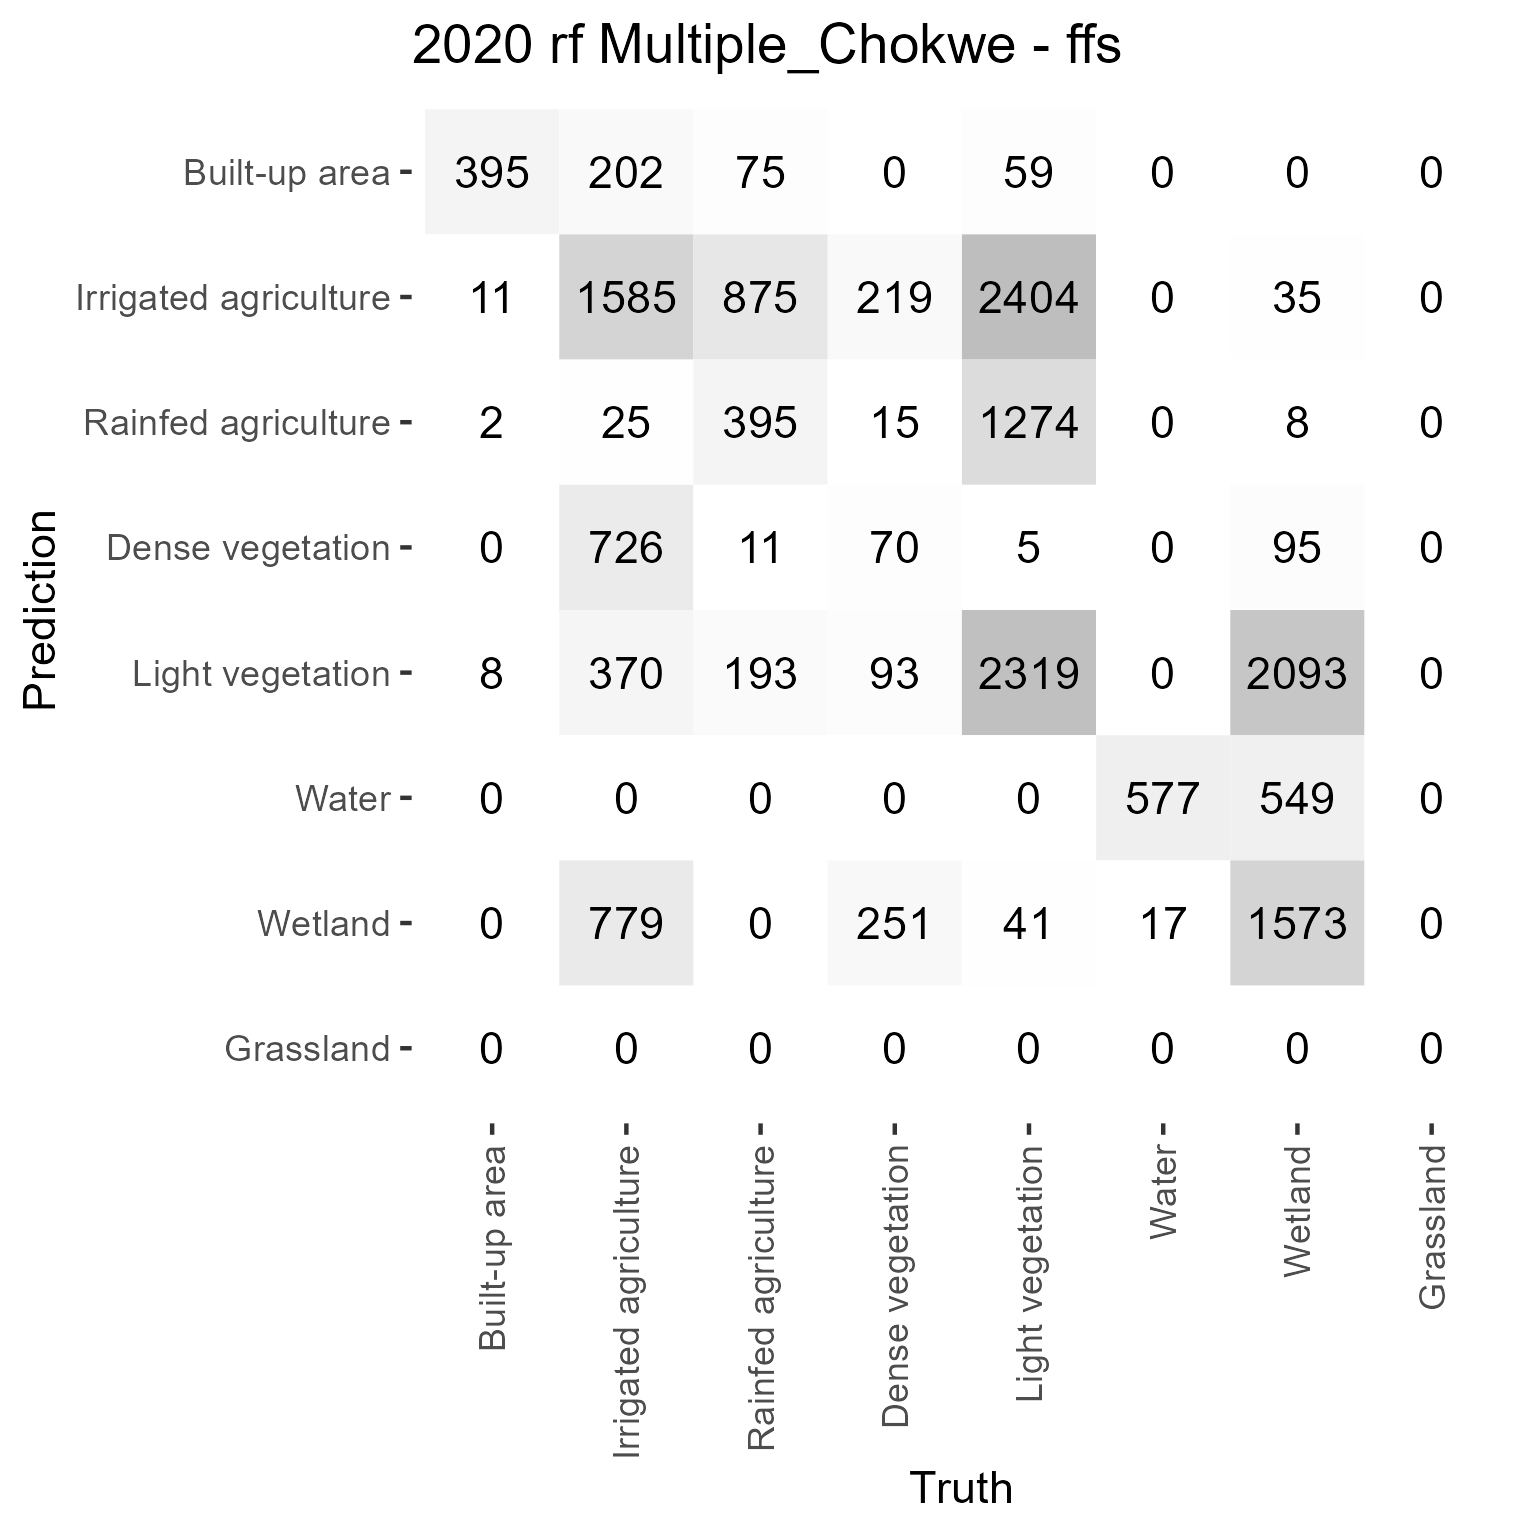 2020 rf Multiple_Chokwe - ffs
Built-up area 395 202 75 0 59 0 0 0
Irrigated agriculture 11 1585 875 219 2404 0 35 0
Rainfed agriculture 2 25 395 15 1274 0 8 0
Dense vegetation 0 726 11 70 5 0 95 0
Light vegetation 8 370 193 93 2319 0 2093 0
Water 0 0 0 0 0 577 549 0
Wetland 0 779 0 251 41 17 1573 0
Grassland 0 0 0 0 0 0 0 0
Prediction
Built-up area
Irrigated agriculture
Rainfed agriculture
Dense vegetation
Light vegetation
Water
Wetland
Grassland
Truth